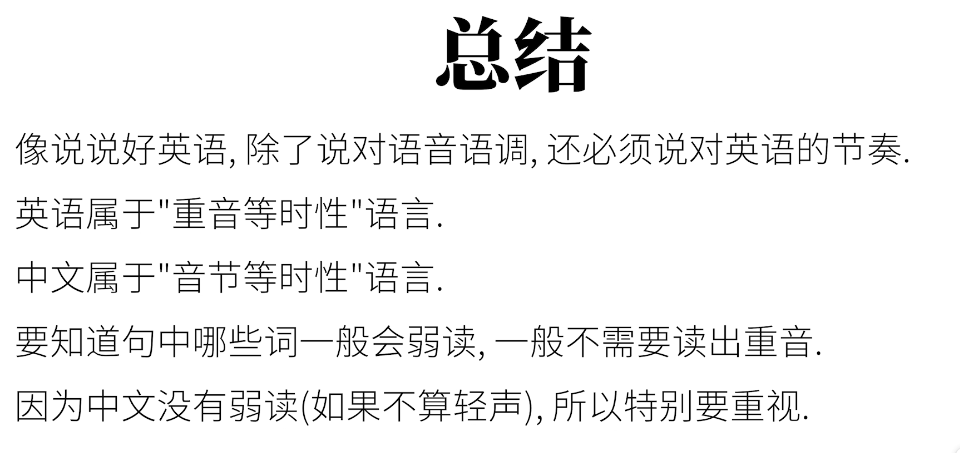 总结
像说说好英语, 除了说对语音语调, 还必须说对英语的节奏.
英语属于"重音等时性"语言.
中文属于"音节等时性"语言.
要知道句中哪些词一般会弱读, 一般不需要读出重音.
因为中文没有弱读(如果不算轻声), 所以特别要重视.